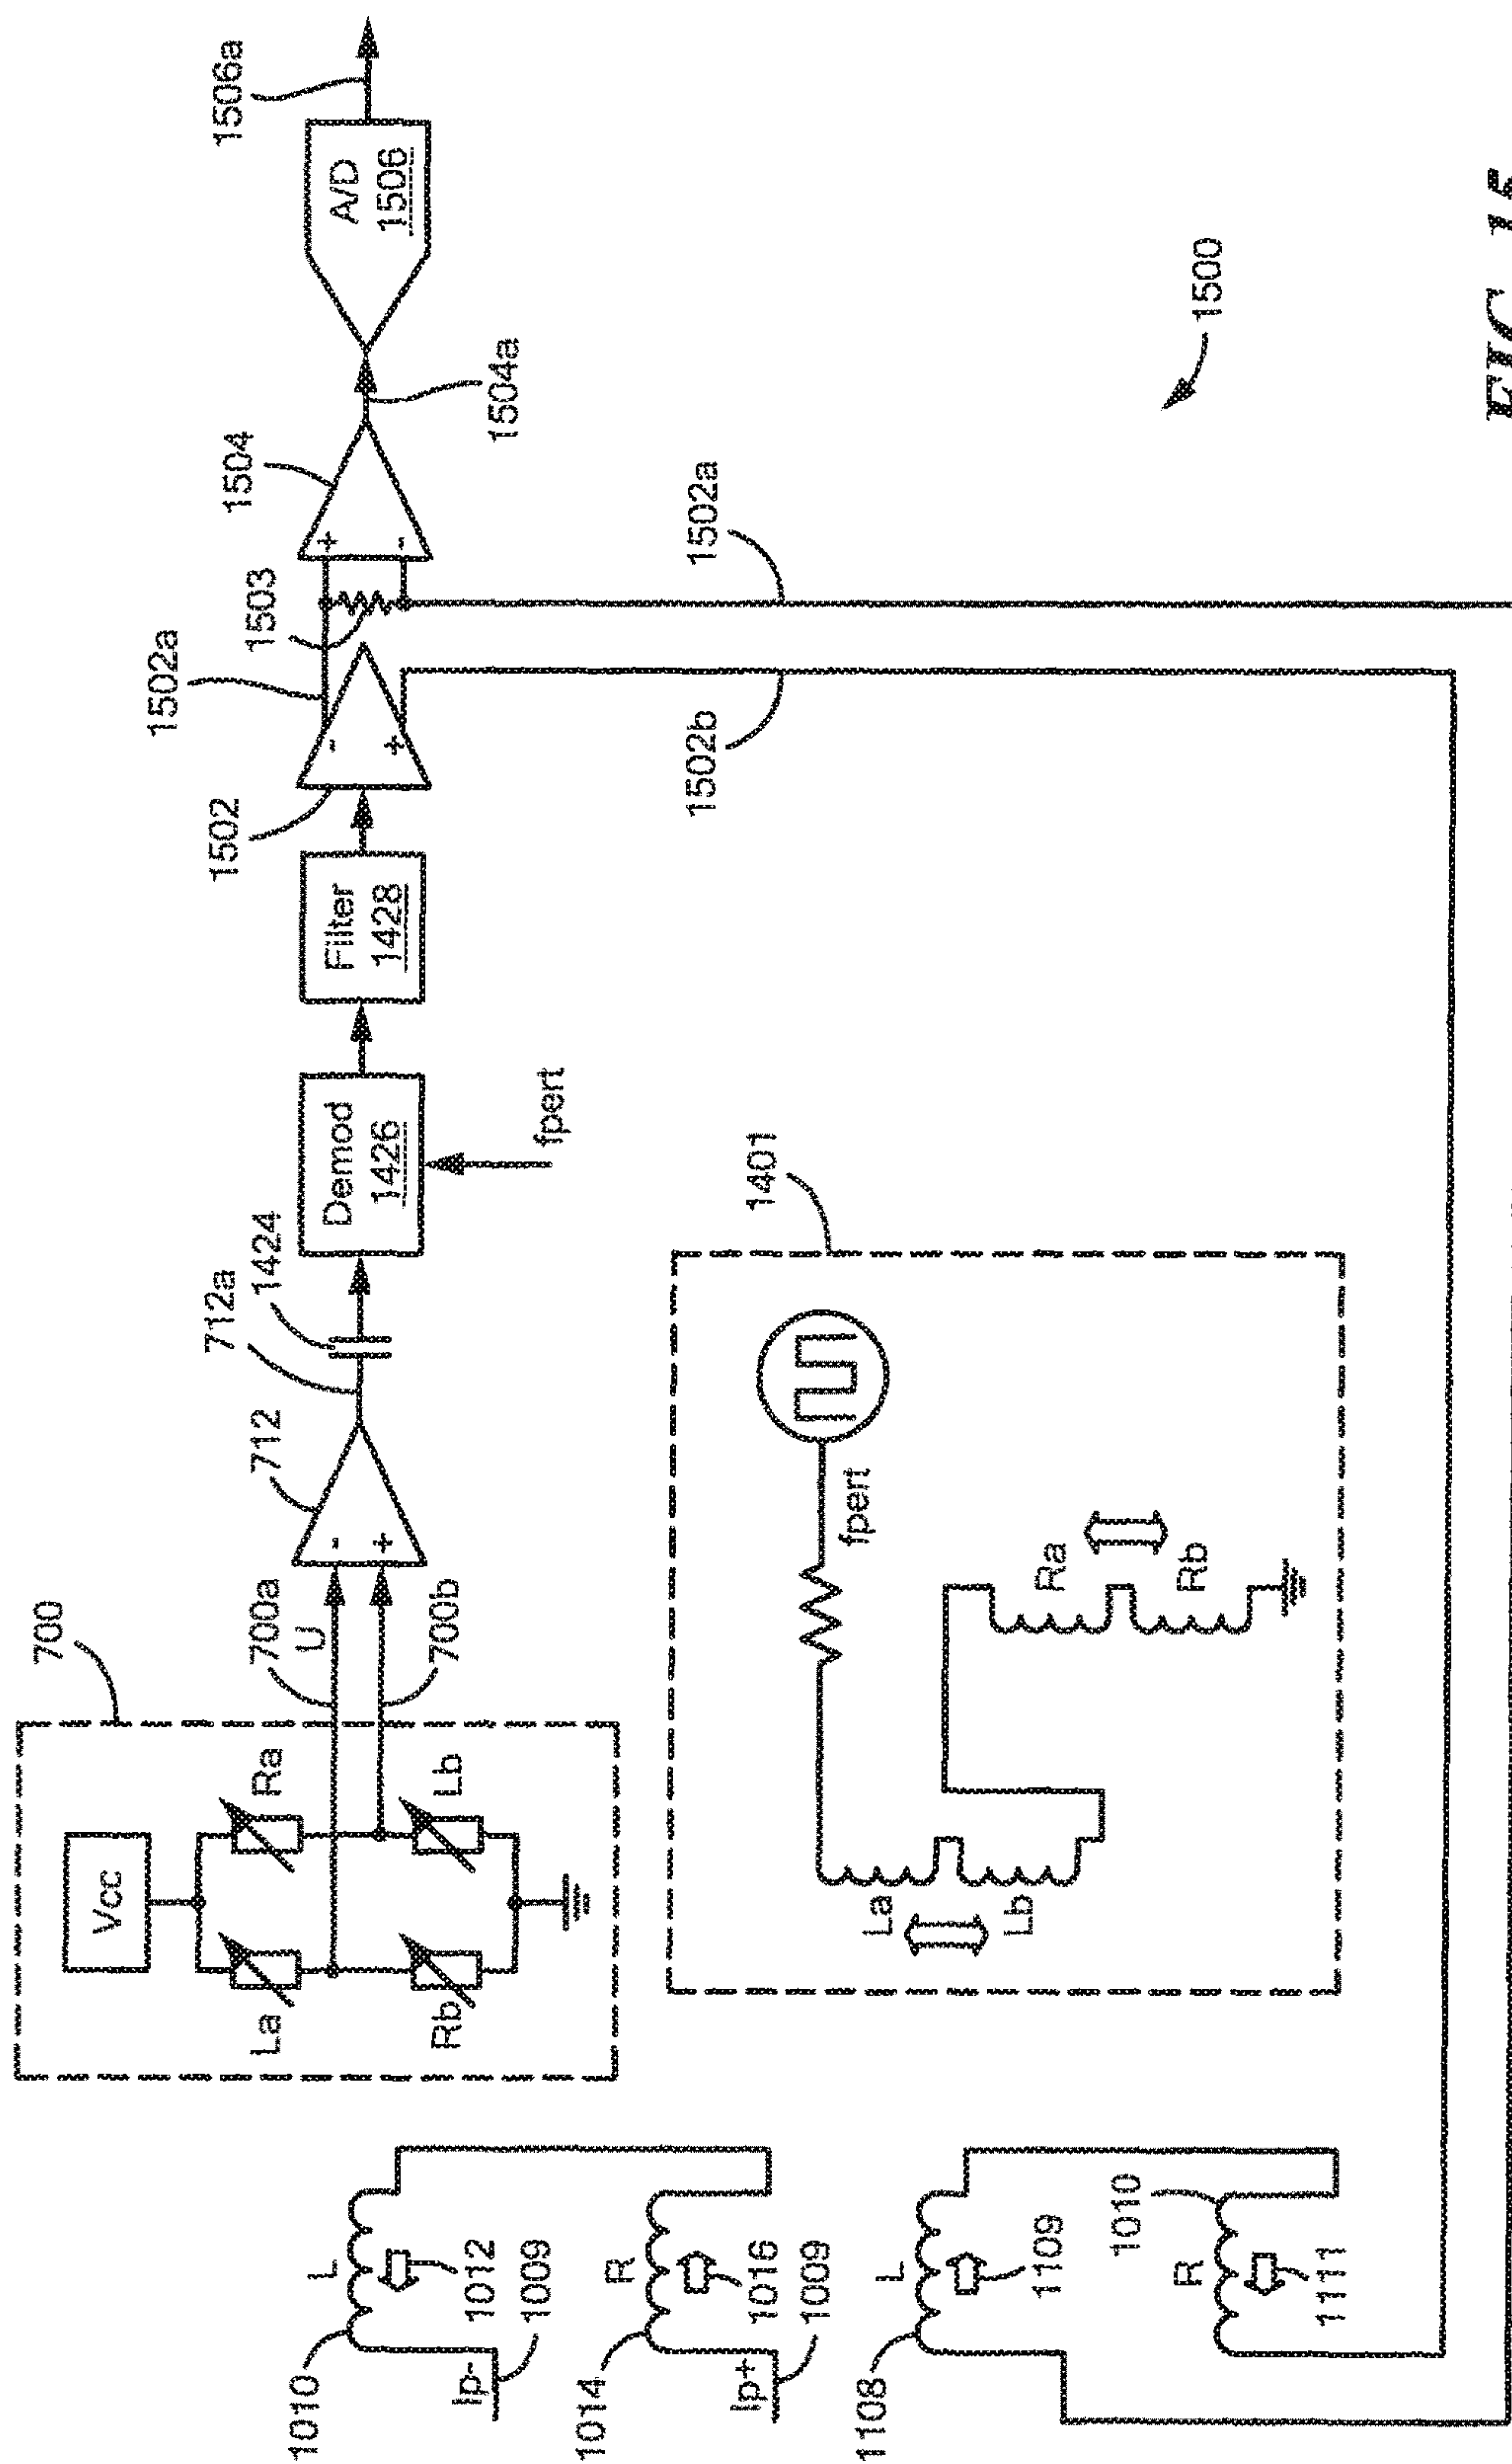 700
Vcc
La
Ra
Rb
Lb
700a
U
700b
712
-
+
712a
1424
Demod
1426
fpert
Filter
1428
1502
-
+
1502a
1503
1504
+
-
1504a
A/D
1506
1506a
1502b
1502a
1010
L
1012
Ip-
1009
1014
R
1016
Ip+
1009
1108
L
1109
1010
R
1111
1401
fpert
La
Lb
Ra
Rb
1500
FIG. 15